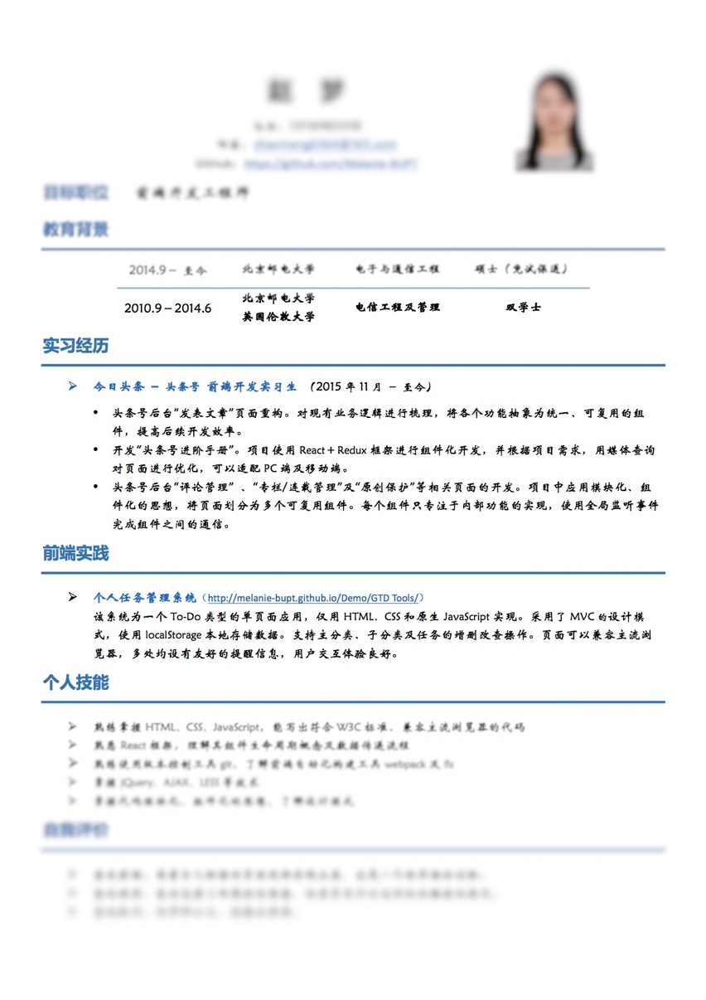 目标职位 前端开发工程师
教育背景
2014.9 – 至今 北京邮电大学 电子与通信工程 硕士（免试保送）
2010.9 – 2014.6 北京邮电大学 英国伦敦大学 电信工程及管理 双学士
实习经历
➢ 今日头条 – 头条号 前端开发实习生 （2015 年 11 月 – 至今）
• 头条号后台“发表文章”页面重构。对现有业务逻辑进行梳理，将各个功能抽象为统一、可复用的组
件，提高后续开发效率。
• 开发“头条号进阶手册”。项目使用 React + Redux 框架进行组件化开发，并根据项目需求，用媒体查询
对页面进行优化，可以适配 PC 端及移动端。
• 头条号后台“评论管理”、“专栏/连载管理”及“原创保护”等相关页面的开发。项目中应用模块化、组
件化的思想，将页面划分为多个可复用组件。每个组件只专注于内部功能的实现，使用全局监听事件
完成组件之间的通信。
前端实践
➢ 个人任务管理系统（http://melanie-bupt.github.io/Demo/GTD Tools/）
该系统为一个 To-Do 类型的单页面应用，仅用 HTML、CSS 和原生 JavaScript 实现。采用了 MVC 的设计模
式，使用 localStorage 本地存储数据。支持主分类、子分类及任务的增删改查操作。页面可以兼容主流浏
览器，多处均设有友好的提醒信息，用户交互体验良好。
个人技能
➢ 熟练掌握 HTML、CSS、JavaScript，能写出符合 W3C 标准、兼容主流浏览器的代码
➢ 熟悉 React 框架，理解其组件生命周期概念及数据传递流程
➢ 熟练使用版本控制工具 git，了解前端自动化构建工具 webpack 及 fis
➢ 掌握 jQuery、AJAX、LESS 等技术
➢ 掌握代码模块化、组件化的思想，了解设计模式
自我评价